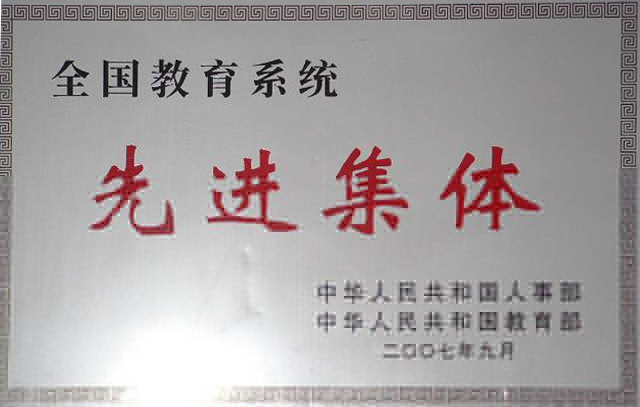 全国教育系统
先进集体
中华人民共和国人事部
中华人民共和国教育部
二〇〇七年九月